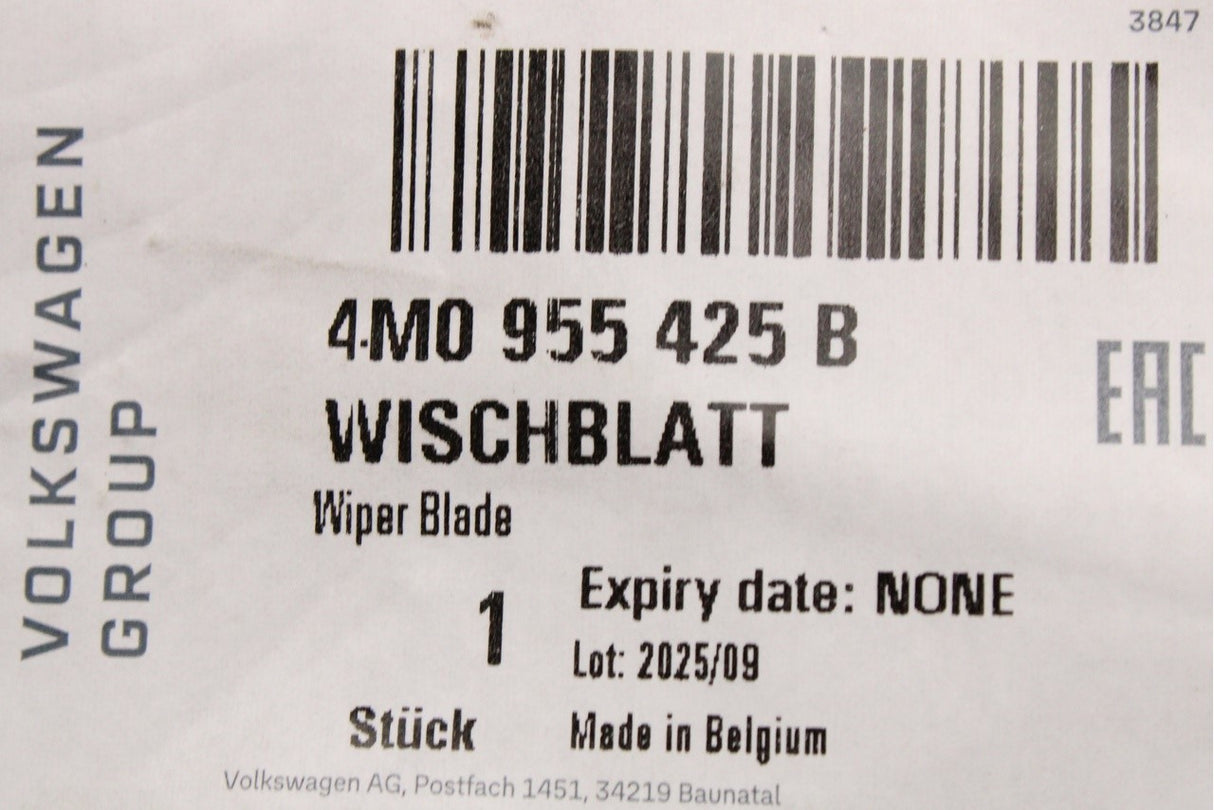 3847
VOLKSWAGEN
GROUP
4M0 955 425 B
WISCHBLATT
Wiper Blade
EAC
1
Expiry date: NONE
Lot: 2025/09
Stück
Made in Belgium
Volkswagen AG, Postfach 1451, 34219 Baunatal